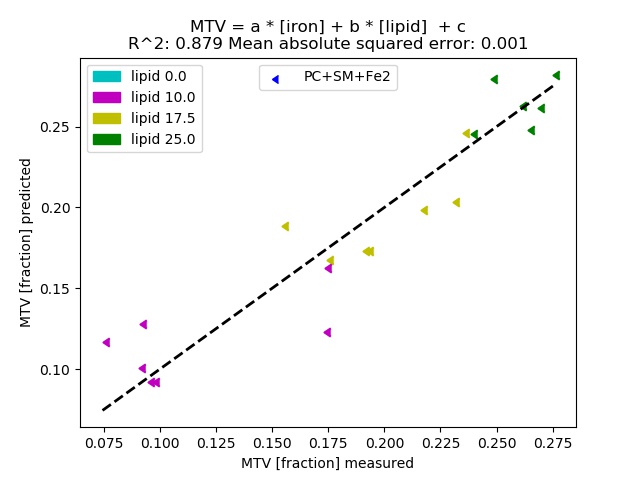 MTV = a * [iron] + b * [lipid]  + c
R^2: 0.879 Mean absolute squared error: 0.001
lipid 0.0
lipid 10.0
lipid 17.5
lipid 25.0
PC+SM+Fe2
MTV [fraction] predicted
0.25
0.20
0.15
0.10
0.075 0.100 0.125 0.150 0.175 0.200 0.225 0.250 0.275
MTV [fraction] measured